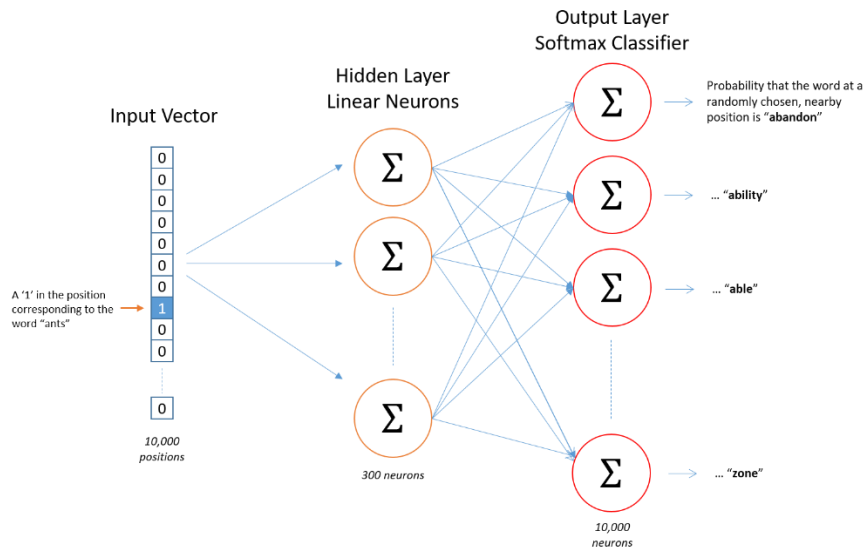 Output Layer
Softmax Classifier
Hidden Layer
Linear Neurons
Input Vector
0
0
0
0
0
0
0
1
0
0
0
A ‘1’ in the position
corresponding to the
word “ants”
10,000
positions
Σ
Σ
Σ
300 neurons
Σ
Σ
Σ
Σ
10,000
neurons
Probability that the word at a
randomly chosen, nearby
position is “abandon”
... “ability”
... “able”
... “zone”